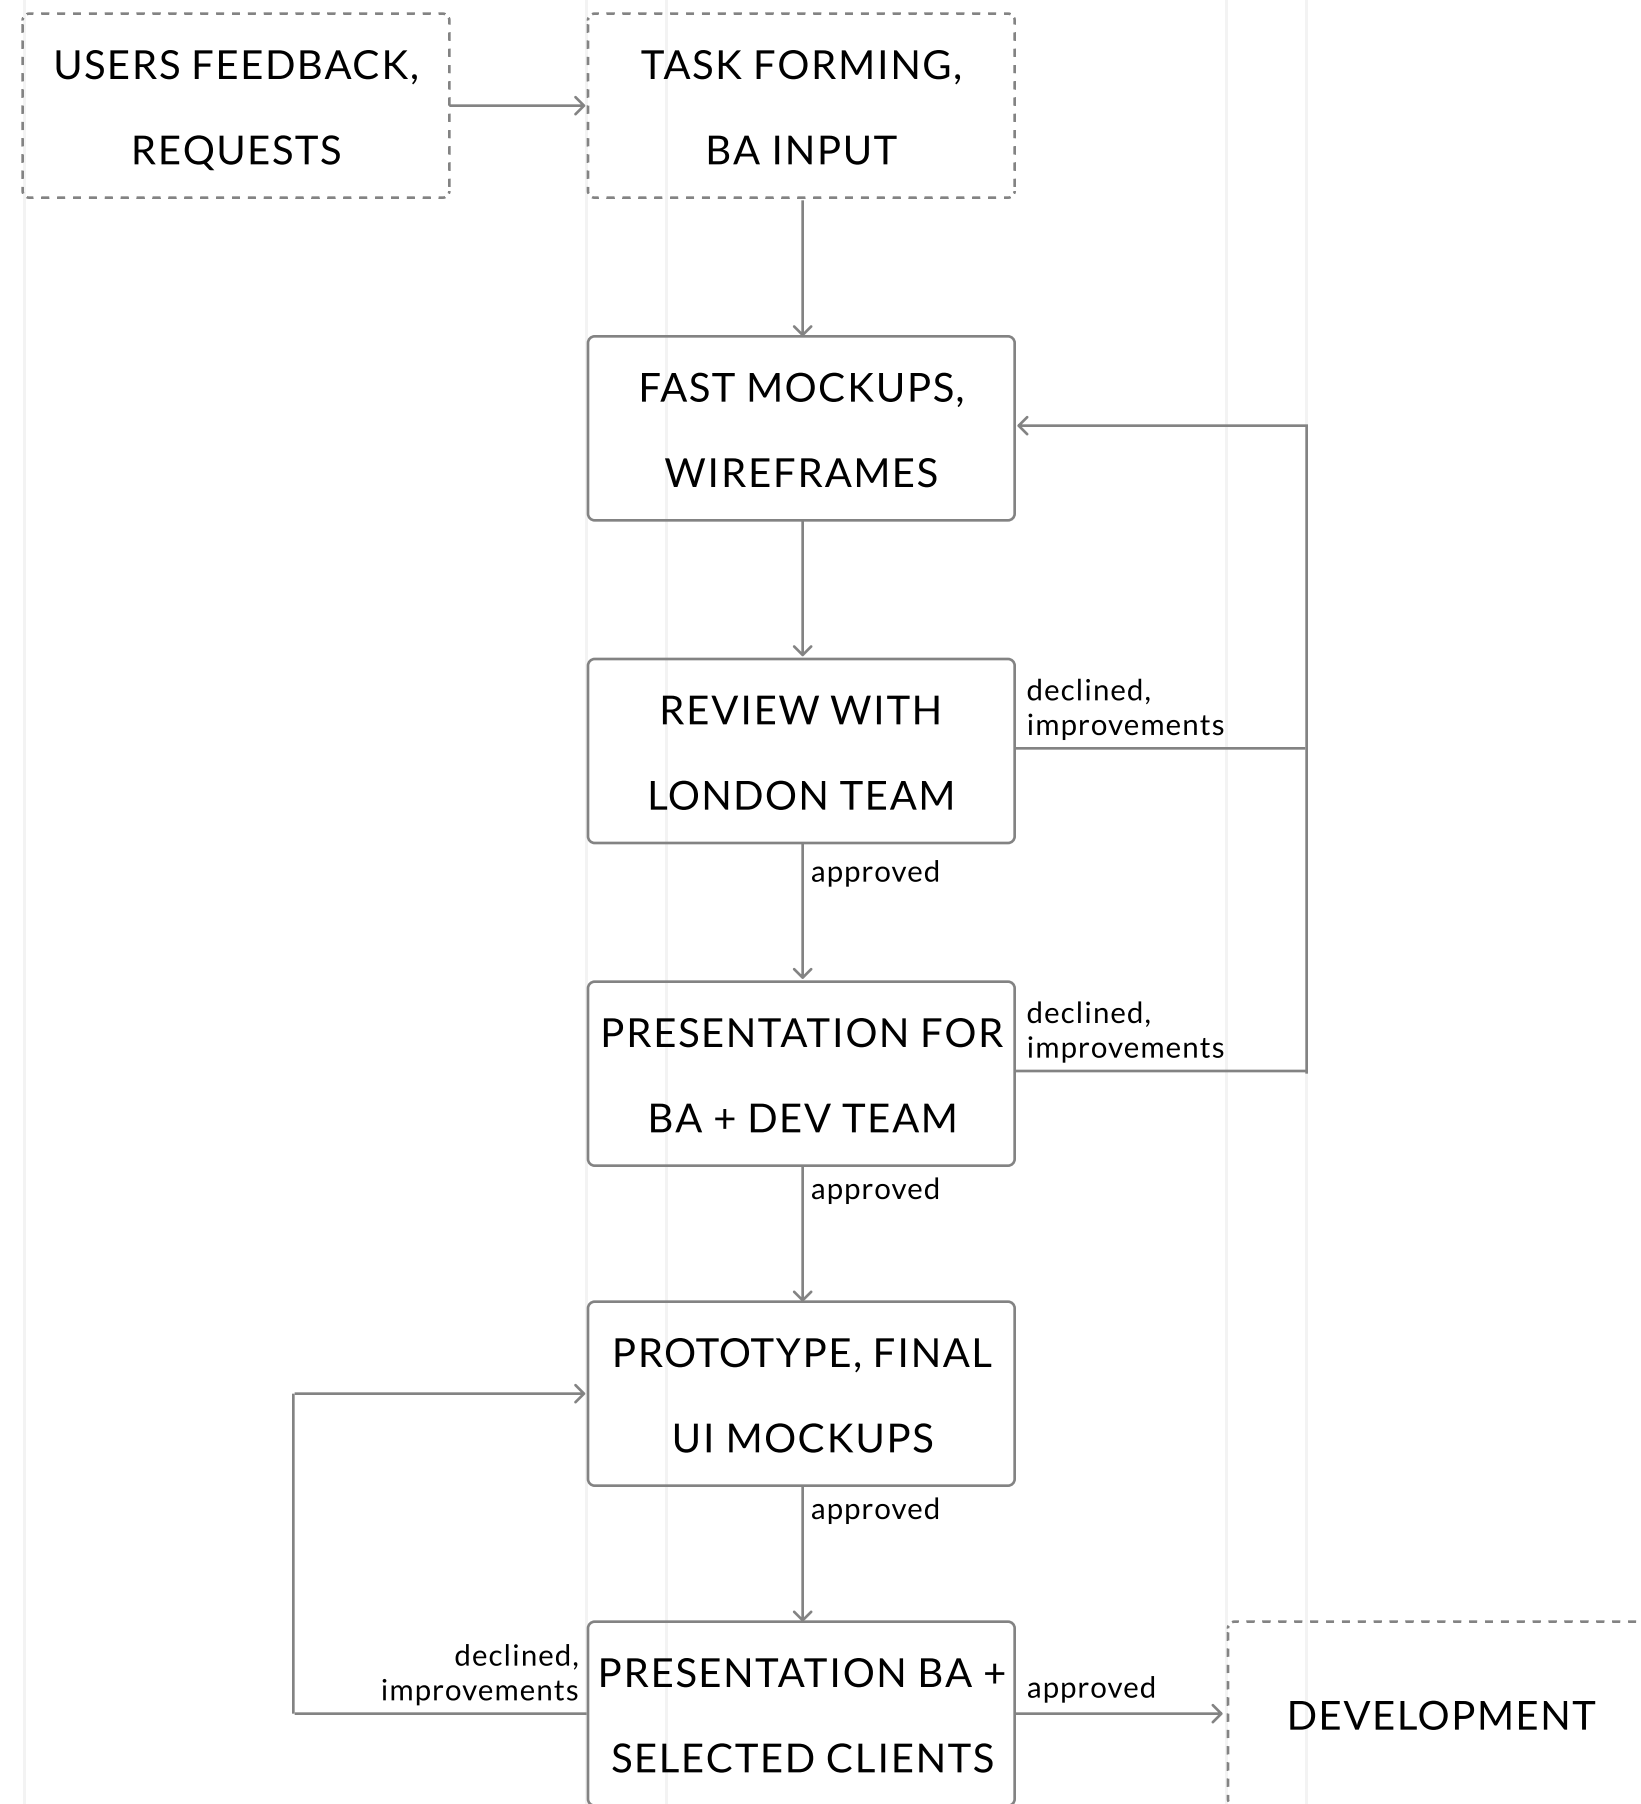 USERS FEEDBACK,
REQUESTS
TASK FORMING,
BA INPUT
FAST MOCKUPS,
WIREFRAMES
REVIEW WITH
LONDON TEAM
declined,
improvements
approved
PRESENTATION FOR
BA + DEV TEAM
declined,
improvements
approved
PROTOTYPE, FINAL
UI MOCKUPS
approved
declined,
improvements
PRESENTATION BA +
SELECTED CLIENTS
approved
DEVELOPMENT